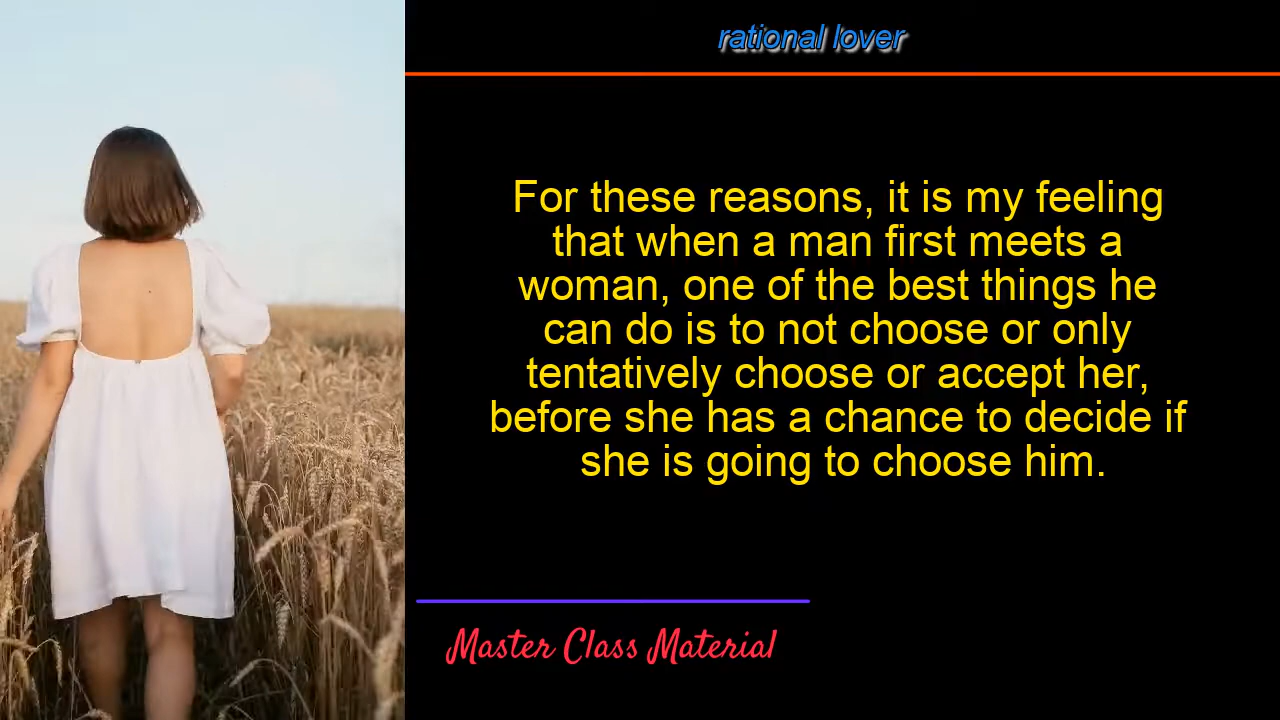 rational lover
For these reasons, it is my feeling
that when a man first meets a
woman, one of the best things he
can do is to not choose or only
tentatively choose or accept her,
before she has a chance to decide if
she is going to choose him.
Master Class Material